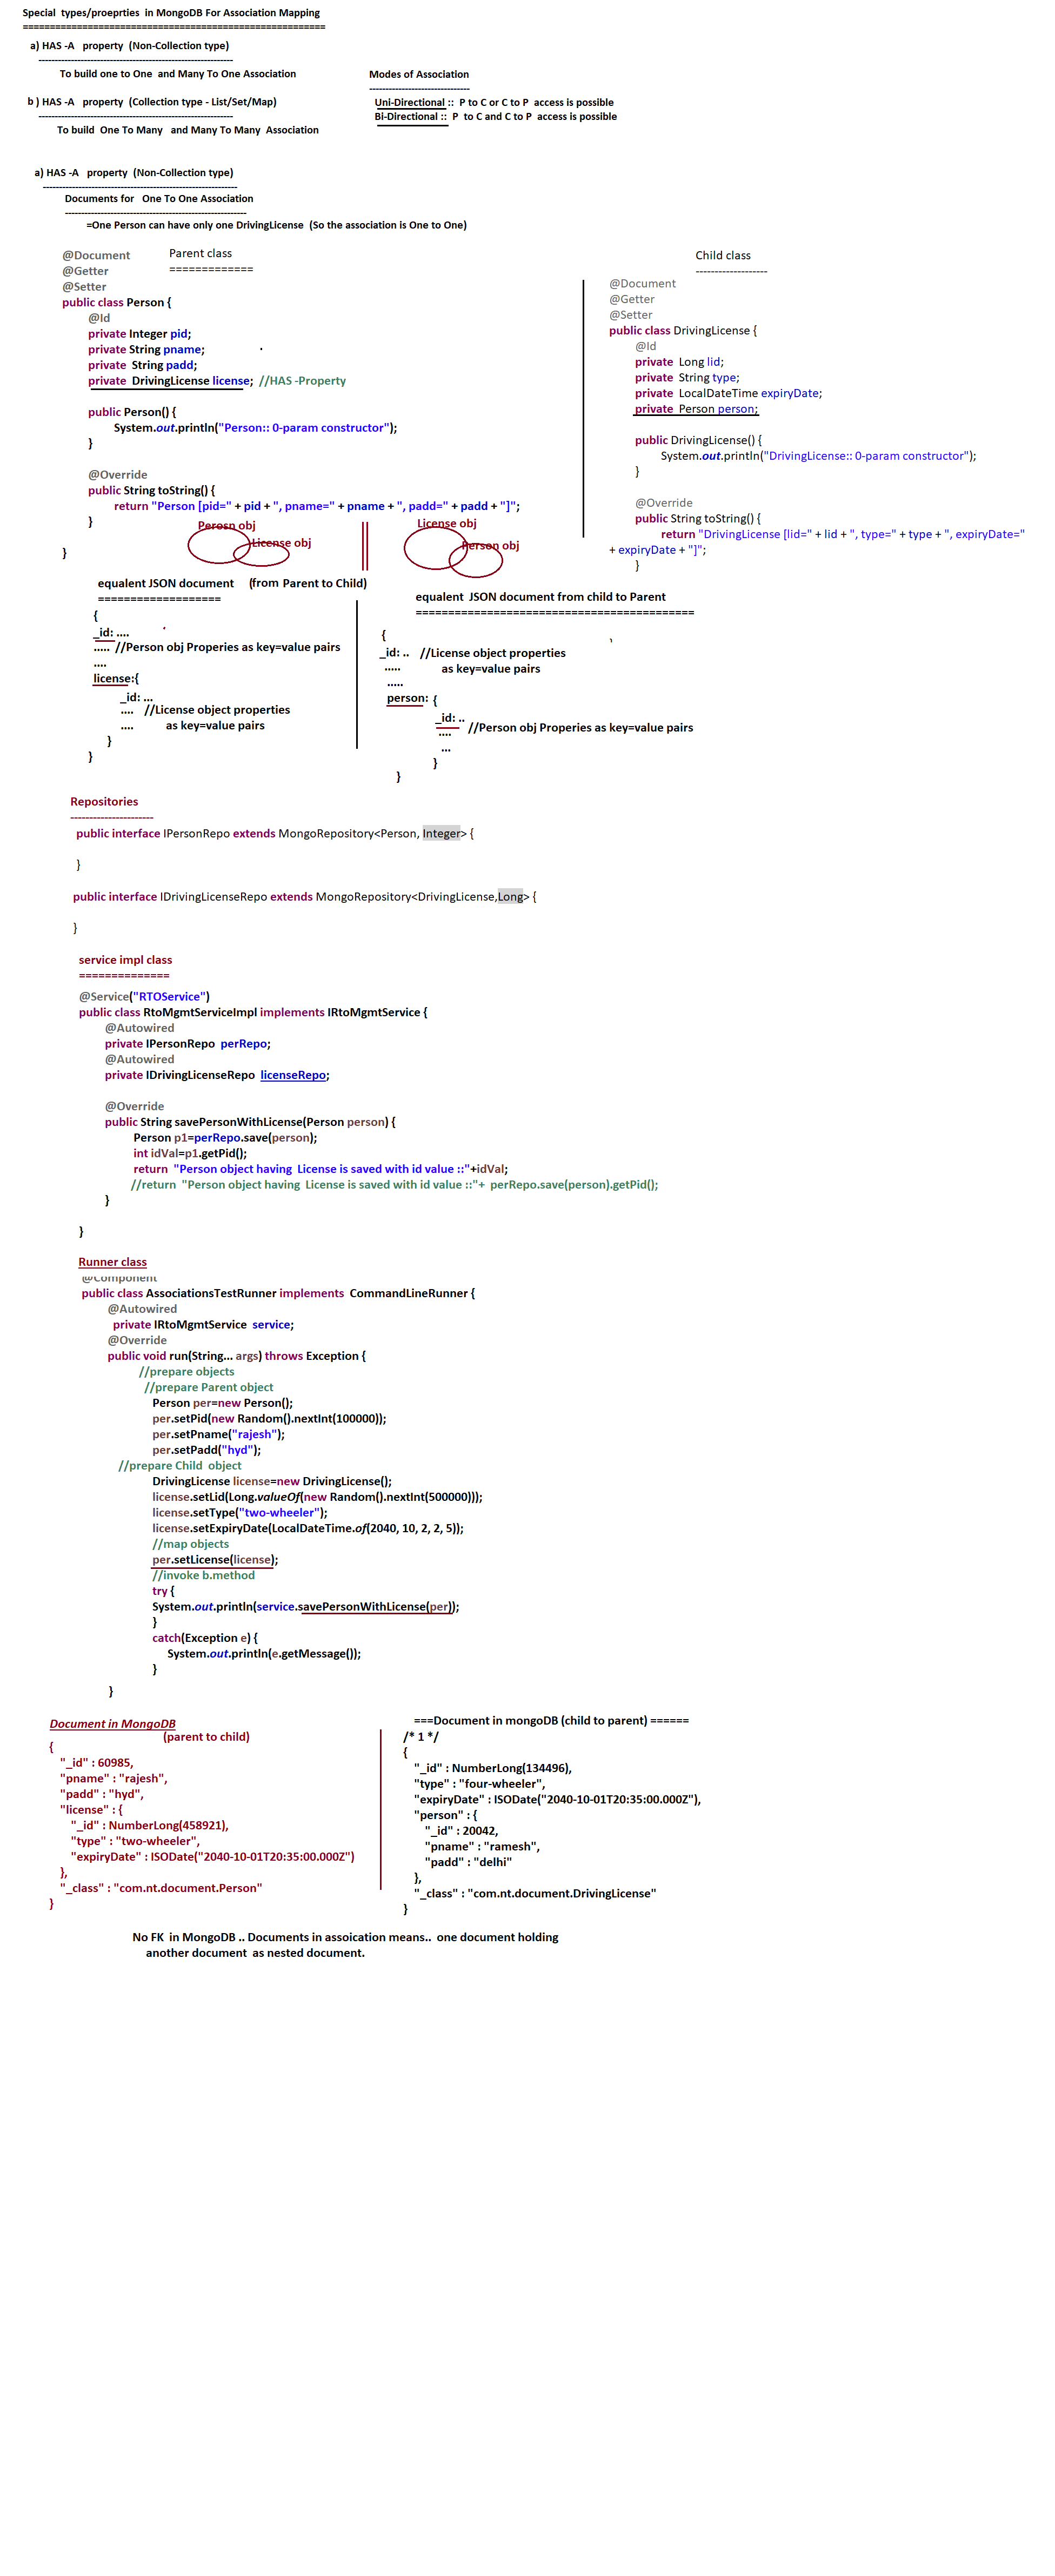 Special  types/proeprties  in MongoDB For Association Mapping
========================================================
a) HAS -A   property  (Non-Collection type)
------------------------------------------------------------
To build one to One  and Many To One Association
b ) HAS -A   property  (Collection type - List/Set/Map)
------------------------------------------------------------
To build  One To Many   and Many To Many  Association
Modes of Association
-------------------------------
Uni-Directional ::  P to C or C to P  access is possible
Bi-Directional ::  P  to C and C to P  access is possible
a) HAS -A   property  (Non-Collection type)
------------------------------------------------------------
Documents for   One To One Association
--------------------------------------------------------
=One Person can have only one DrivingLicense  (So the association is One to One)
Parent class
=============
@Document
@Getter
@Setter
public class Person {
@Id
private Integer pid;
private String pname;
private  String padd;
private  DrivingLicense license;  //HAS -Property
public Person() {
System.out.println("Person:: 0-param constructor");
}
@Override
public String toString() {
return "Person [pid=" + pid + ", pname=" + pname + ", padd=" + padd + "]";
}
}
Child class
-------------------
@Document
@Getter
@Setter
public class DrivingLicense {
@Id
private  Long lid;
private  String type;
private  LocalDateTime expiryDate;
private  Person person;
public DrivingLicense() {
System.out.println("DrivingLicense:: 0-param constructor");
}
@Override
public String toString() {
return "DrivingLicense [lid=" + lid + ", type=" + type + ", expiryDate="
+ expiryDate + "]";
}
Person obj
License obj
License obj
Person obj
equalent JSON document    (from Parent to Child)
===================
{
_id: ....
..... //Person obj Properies as key=value pairs
....
license:{
_id: ...
....   //License object properties
....          as key=value pairs
}
}
equalent  JSON document from child to Parent
===========================================
{
_id: ..   //License object properties
.....             as key=value pairs
.....
person: {
_id: ..
//Person obj Properies as key=value pairs
....
...
}
}
Repositories
----------------------
public interface IPersonRepo extends MongoRepository<Person, Integer> {
}
public interface IDrivingLicenseRepo extends MongoRepository<DrivingLicense,Long> {
}
service impl class
==============
@Service("RTOService")
public class RtoMgmtServiceImpl implements IRtoMgmtService {
@Autowired
private IPersonRepo  perRepo;
@Autowired
private IDrivingLicenseRepo  licenseRepo;
@Override
public String savePersonWithLicense(Person person) {
Person p1=perRepo.save(person);
int idVal=p1.getPid();
return  "Person object having  License is saved with id value ::"+idVal;
//return  "Person object having  License is saved with id value ::"+  perRepo.save(person).getPid();
}
}
Runner class
@Component
public class AssociationsTestRunner implements  CommandLineRunner {
@Autowired
private IRtoMgmtService  service;
@Override
public void run(String... args) throws Exception {
//prepare objects
//prepare Parent object
Person per=new Person();
per.setPid(new Random().nextInt(100000));
per.setPname("rajesh");
per.setPadd("hyd");
//prepare Child  object
DrivingLicense license=new DrivingLicense();
license.setLid(Long.valueOf(new Random().nextInt(500000)));
license.setType("two-wheeler");
license.setExpiryDate(LocalDateTime.of(2040, 10, 2, 2, 5));
//map objects
per.setLicense(license);
//invoke b.method
try {
System.out.println(service.savePersonWithLicense(per));
}
catch(Exception e) {
System.out.println(e.getMessage());
}
}
Document in MongoDB
(parent to child)
{
"_id" : 60985,
"pname" : "rajesh",
"padd" : "hyd",
"license" : {
"_id" : NumberLong(458921),
"type" : "two-wheeler",
"expiryDate" : ISODate("2040-10-01T20:35:00.000Z")
},
"_class" : "com.nt.document.Person"
}
===Document in mongoDB (child to parent) ======
/* 1 */
{
"_id" : NumberLong(134496),
"type" : "four-wheeler",
"expiryDate" : ISODate("2040-10-01T20:35:00.000Z"),
"person" : {
"_id" : 20042,
"pname" : "ramesh",
"padd" : "delhi"
},
"_class" : "com.nt.document.DrivingLicense"
}
No FK  in MongoDB .. Documents in assoication means..  one document holding
another document  as nested document.